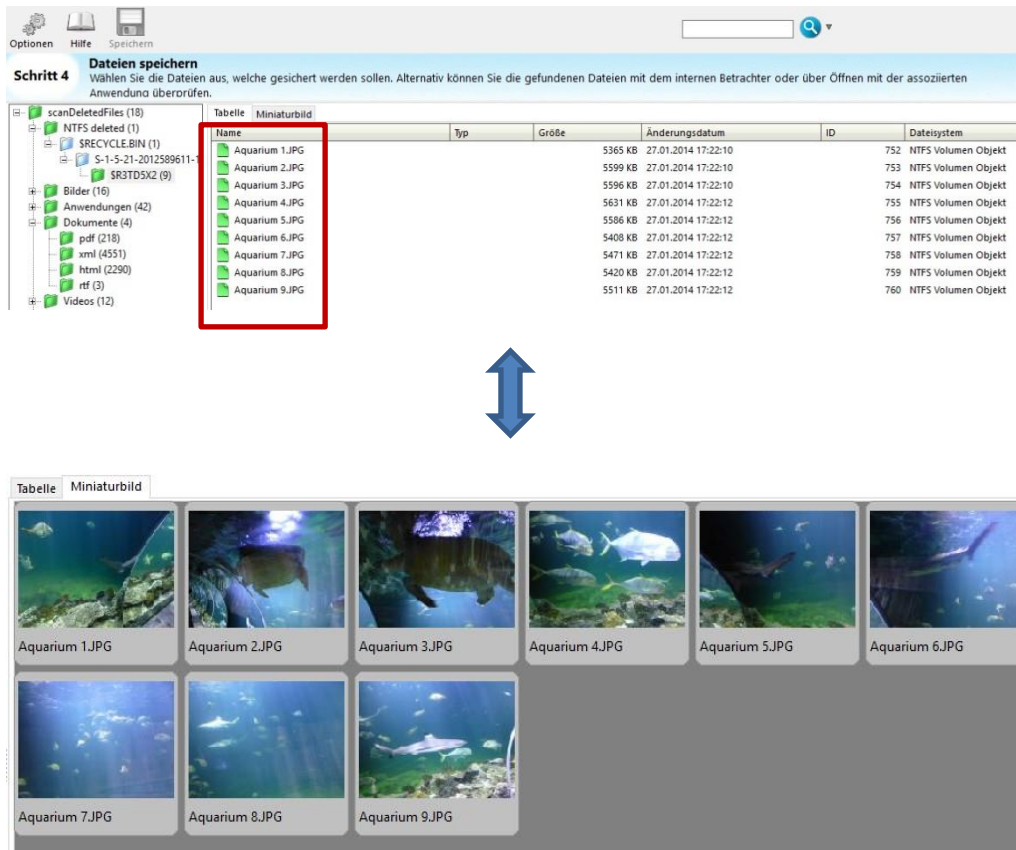 Optionen Hilfe Speichern
Schritt 4
Dateien speichern
Wählen Sie die Dateien aus, welche gesichert werden sollen. Alternativ können Sie die gefundenen Dateien mit dem internen Betrachter oder über Öffnen mit der assoziierten
Anwendung überprüfen.
scanDeletedFiles (18)
NTFS deleted (1)
$RECYCLE.BIN (1)
S-1-5-21-2012589611-1
$R3TD5X2 (9)
Bilder (16)
Anwendungen (42)
Dokumente (4)
pdf (218)
xml (4551)
html (2290)
rtf (3)
Videos (12)
Tabelle Miniaturbild
Name Typ Größe Änderungsdatum ID Dateisystem
Aquarium 1.JPG 5365 KB 27.01.2014 17:22:10 752 NTFS Volumen Objekt
Aquarium 2.JPG 5599 KB 27.01.2014 17:22:10 753 NTFS Volumen Objekt
Aquarium 3.JPG 5596 KB 27.01.2014 17:22:10 754 NTFS Volumen Objekt
Aquarium 4.JPG 5631 KB 27.01.2014 17:22:12 755 NTFS Volumen Objekt
Aquarium 5.JPG 5586 KB 27.01.2014 17:22:12 756 NTFS Volumen Objekt
Aquarium 6.JPG 5408 KB 27.01.2014 17:22:12 757 NTFS Volumen Objekt
Aquarium 7.JPG 5471 KB 27.01.2014 17:22:12 758 NTFS Volumen Objekt
Aquarium 8.JPG 5420 KB 27.01.2014 17:22:12 759 NTFS Volumen Objekt
Aquarium 9.JPG 5511 KB 27.01.2014 17:22:12 760 NTFS Volumen Objekt
Tabelle Miniaturbild
Aquarium 1.JPG Aquarium 2.JPG Aquarium 3.JPG Aquarium 4.JPG Aquarium 5.JPG Aquarium 6.JPG
Aquarium 7.JPG Aquarium 8.JPG Aquarium 9.JPG